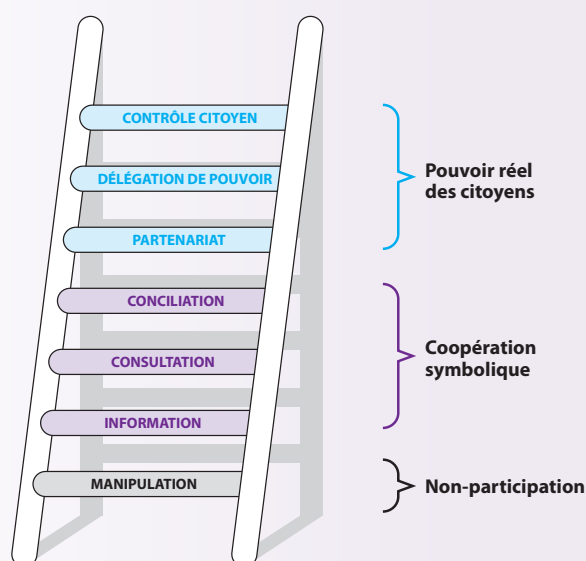 CONTRÔLE CITOYEN
DÉLÉGATION DE POUVOIR
PARTENARIAT
Pouvoir réel
des citoyens
CONCILIATION
CONSULTATION
INFORMATION
Coopération
symbolique
MANIPULATION
Non-participation